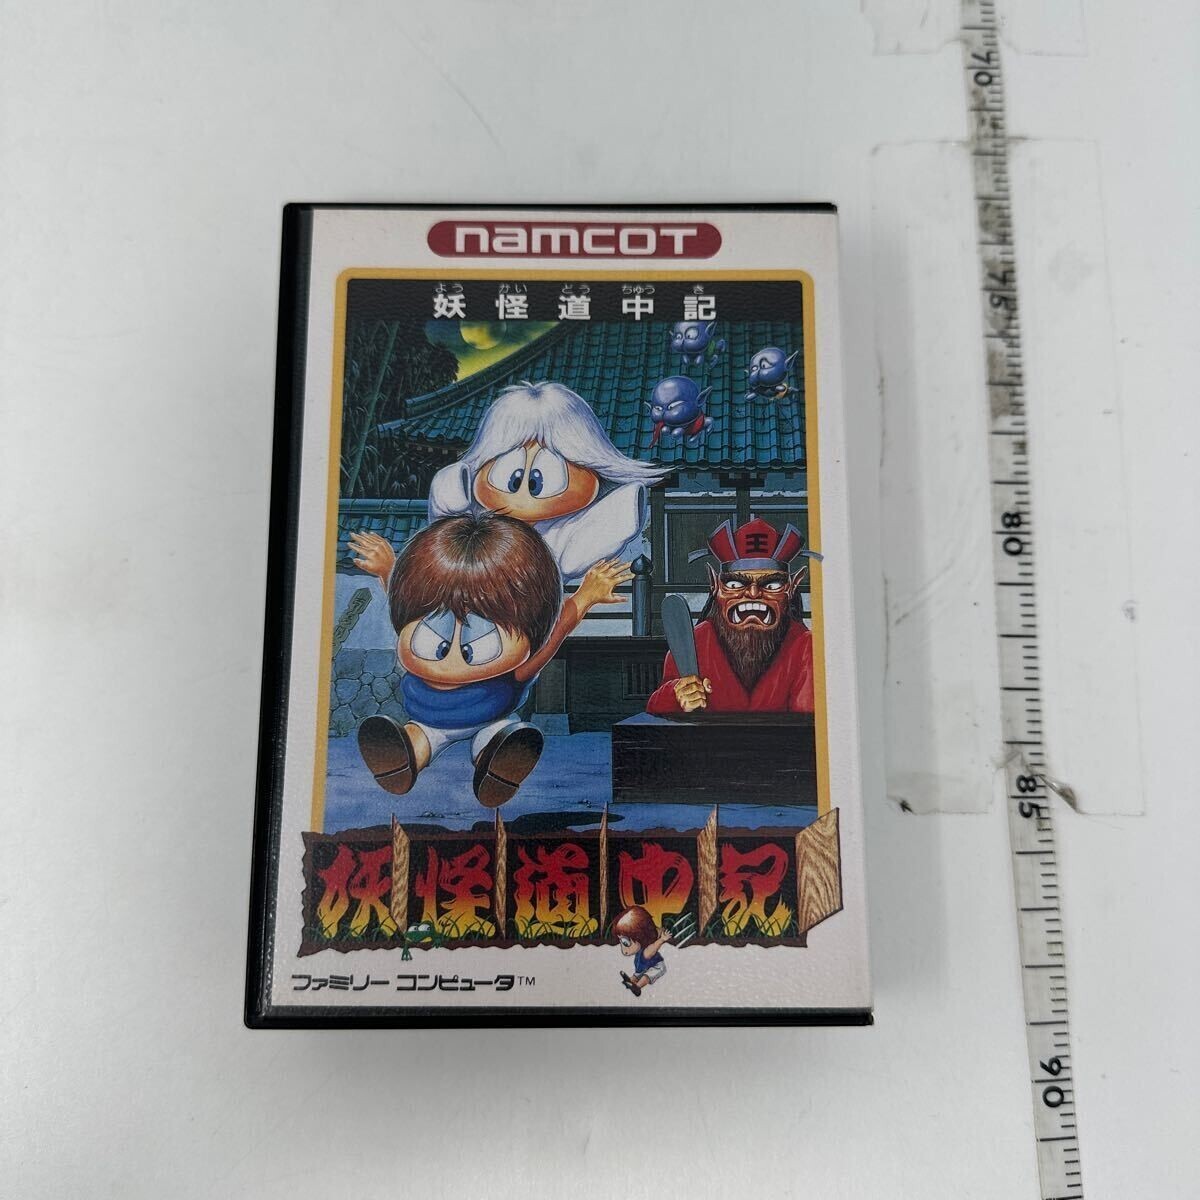 namcot
よう かい どう ちゅう き
妖怪道中記
王
妖怪道中記
ファミリー コンピュータ™
70
75
80
85
90